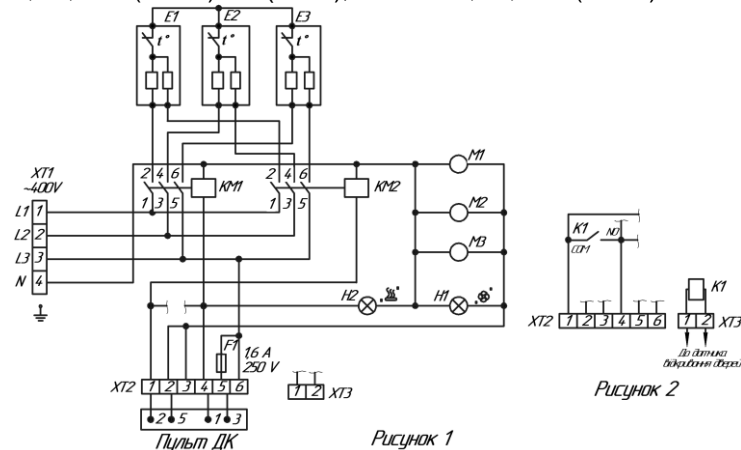 E1 E2 E3
t° t° t°
2 4 6 2 4 6
KM1 KM2
1 3 5 1 3 5
M1
M2
M3
XT1
~400V
L1 1
L2 2
L3 3
N 4
H2 H1
F1 1,6 A
250 V
XT2 1 2 3 4 5 6
2 5 1 3
Пульт ДК
1 2 XT3
Рисунок 1
K1 NO
COM
K1
XT2 1 2 3 4 5 6
1 2 XT3
До датчика
відкривання дверей
Рисунок 2